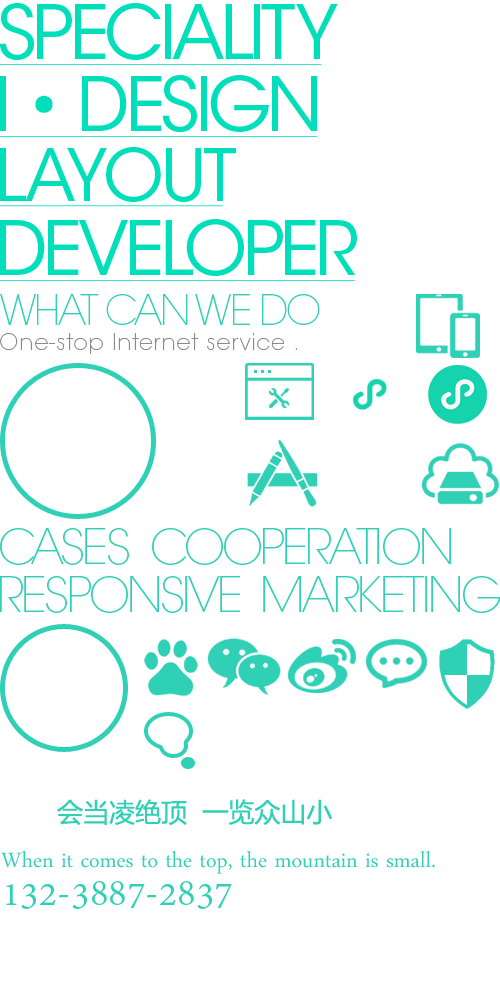 SPECIALITY
I • DESIGN
LAYOUT
DEVELOPER
WHAT CAN WE DO
One-stop Internet service .
CASES COOPERATION
RESPONSIVE MARKETING
会当凌绝顶 一览众山小
When it comes to the top, the mountain is small.
132-3887-2837